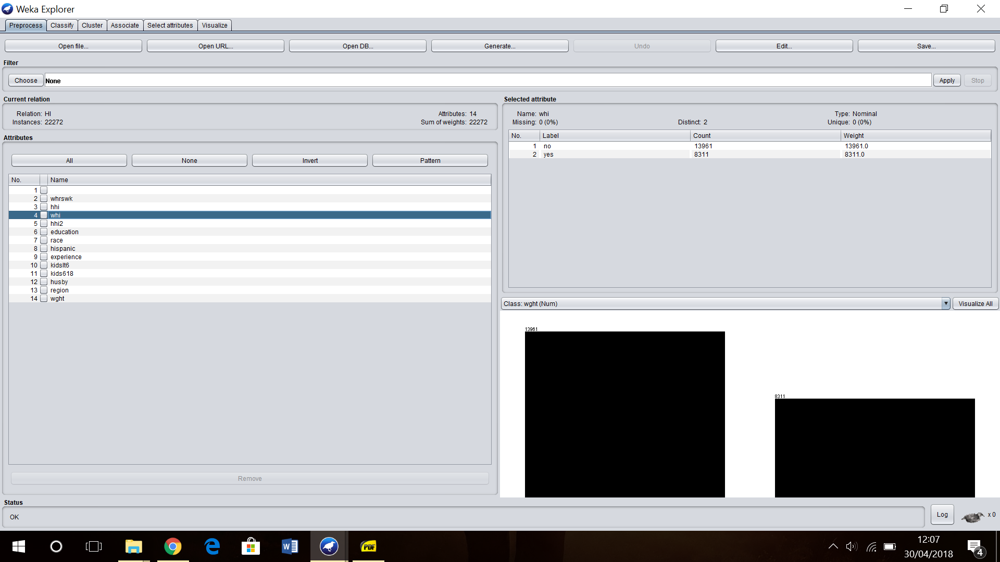 Weka Explorer
Preprocess Classify Cluster Associate Select attributes Visualize
Open file... Open URL... Open DB... Generate... Undo Edit... Save...
Filter
Choose None Apply Stop
Current relation
Relation: HI Attributes: 14
Instances: 22272 Sum of weights: 22272
Selected attribute
Name: whi Type: Nominal
Missing: 0 (0%) Distinct: 2 Unique: 0 (0%)
No. Label Count Weight
1 no 13961 13961.0
2 yes 8311 8311.0
Attributes
All None Invert Pattern
No. Name
1
2 whrswk
3 hhi
4 whi
5 hhi2
6 education
7 race
8 hispanic
9 experience
10 kidslt6
11 kids618
12 husby
13 region
14 wght
Remove
Class: wght (Num) Visualize All
13961
8311
Status
OK
Log x 0
PDF
12:07
30/04/2018
4